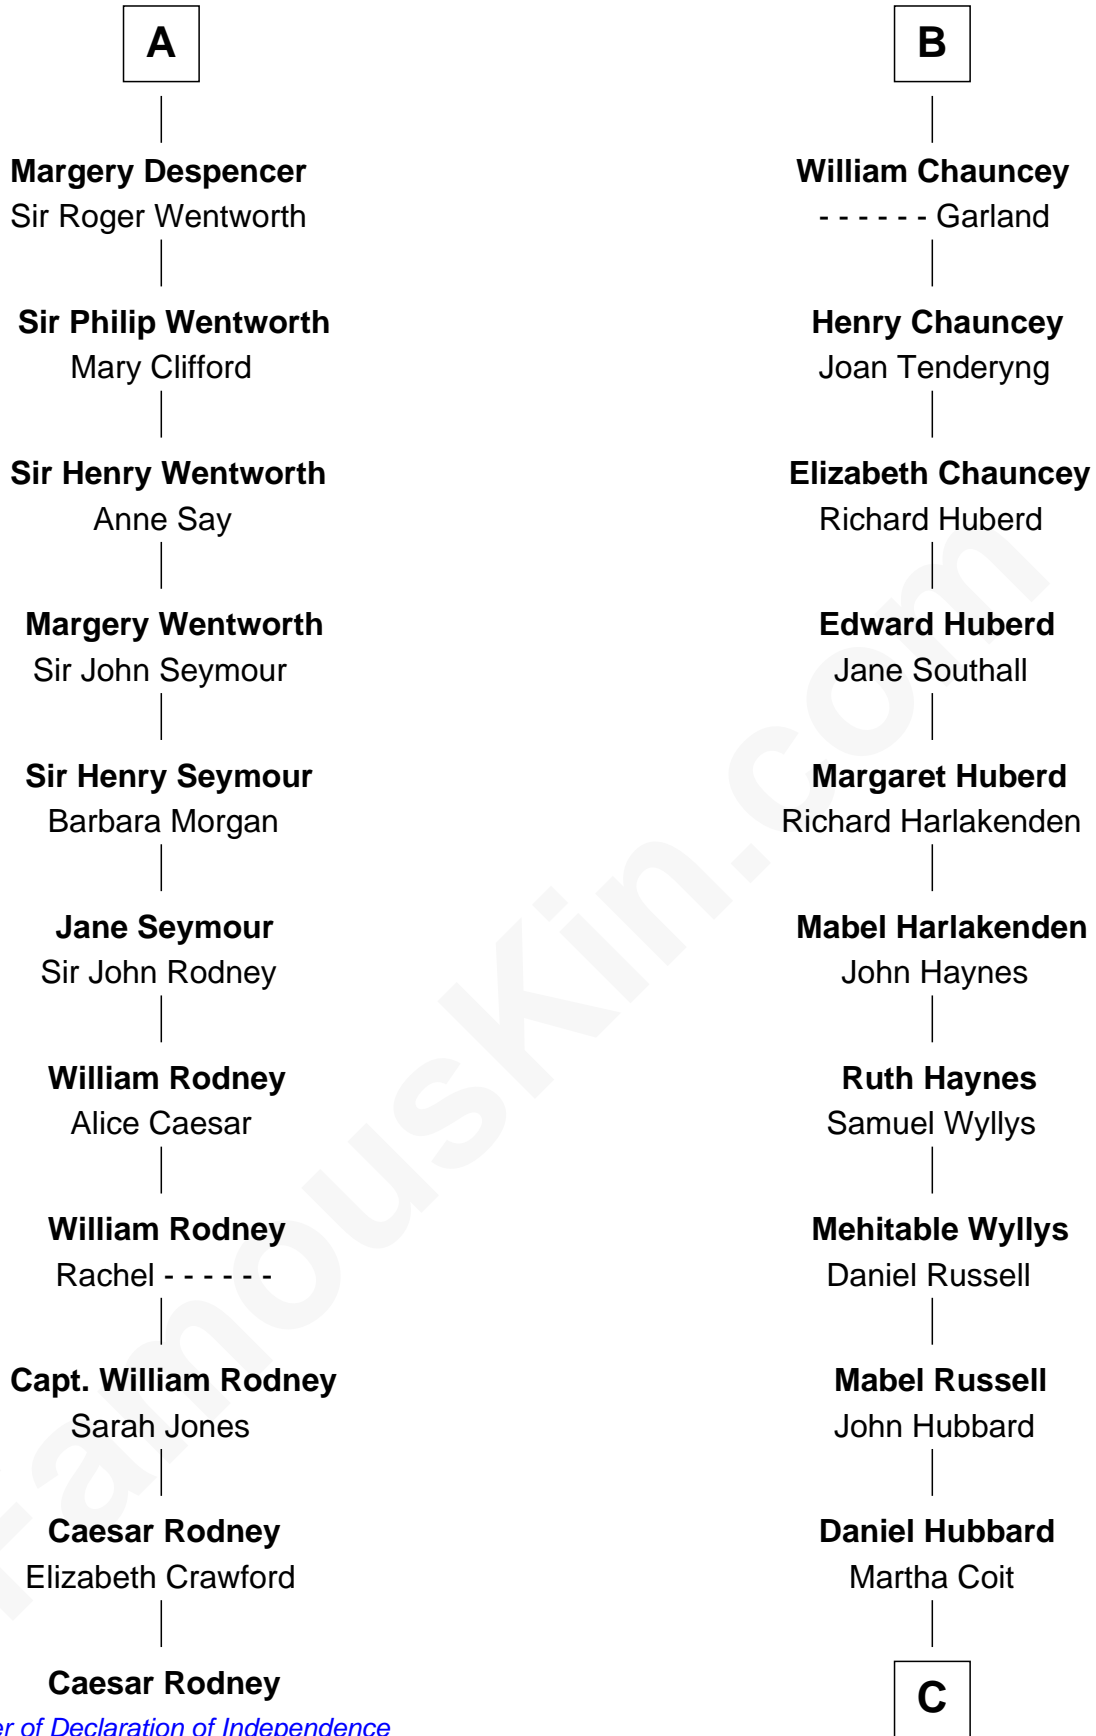 A
Margery Despencer
Sir Roger Wentworth
Sir Philip Wentworth
Mary Clifford
Sir Henry Wentworth
Anne Say
Margery Wentworth
Sir John Seymour
Sir Henry Seymour
Barbara Morgan
Jane Seymour
Sir John Rodney
William Rodney
Alice Caesar
William Rodney
Rachel - - - - - -
Capt. William Rodney
Sarah Jones
Caesar Rodney
Elizabeth Crawford
Caesar Rodney
of Declaration of Independence
B
William Chauncey
- - - - - - Garland
Henry Chauncey
Joan Tenderyng
Elizabeth Chauncey
Richard Huberd
Edward Huberd
Jane Southall
Margaret Huberd
Richard Harlakenden
Mabel Harlakenden
John Haynes
Ruth Haynes
Samuel Wyllys
Mehitable Wyllys
Daniel Russell
Mabel Russell
John Hubbard
Daniel Hubbard
Martha Coit
C
FamousKin.com